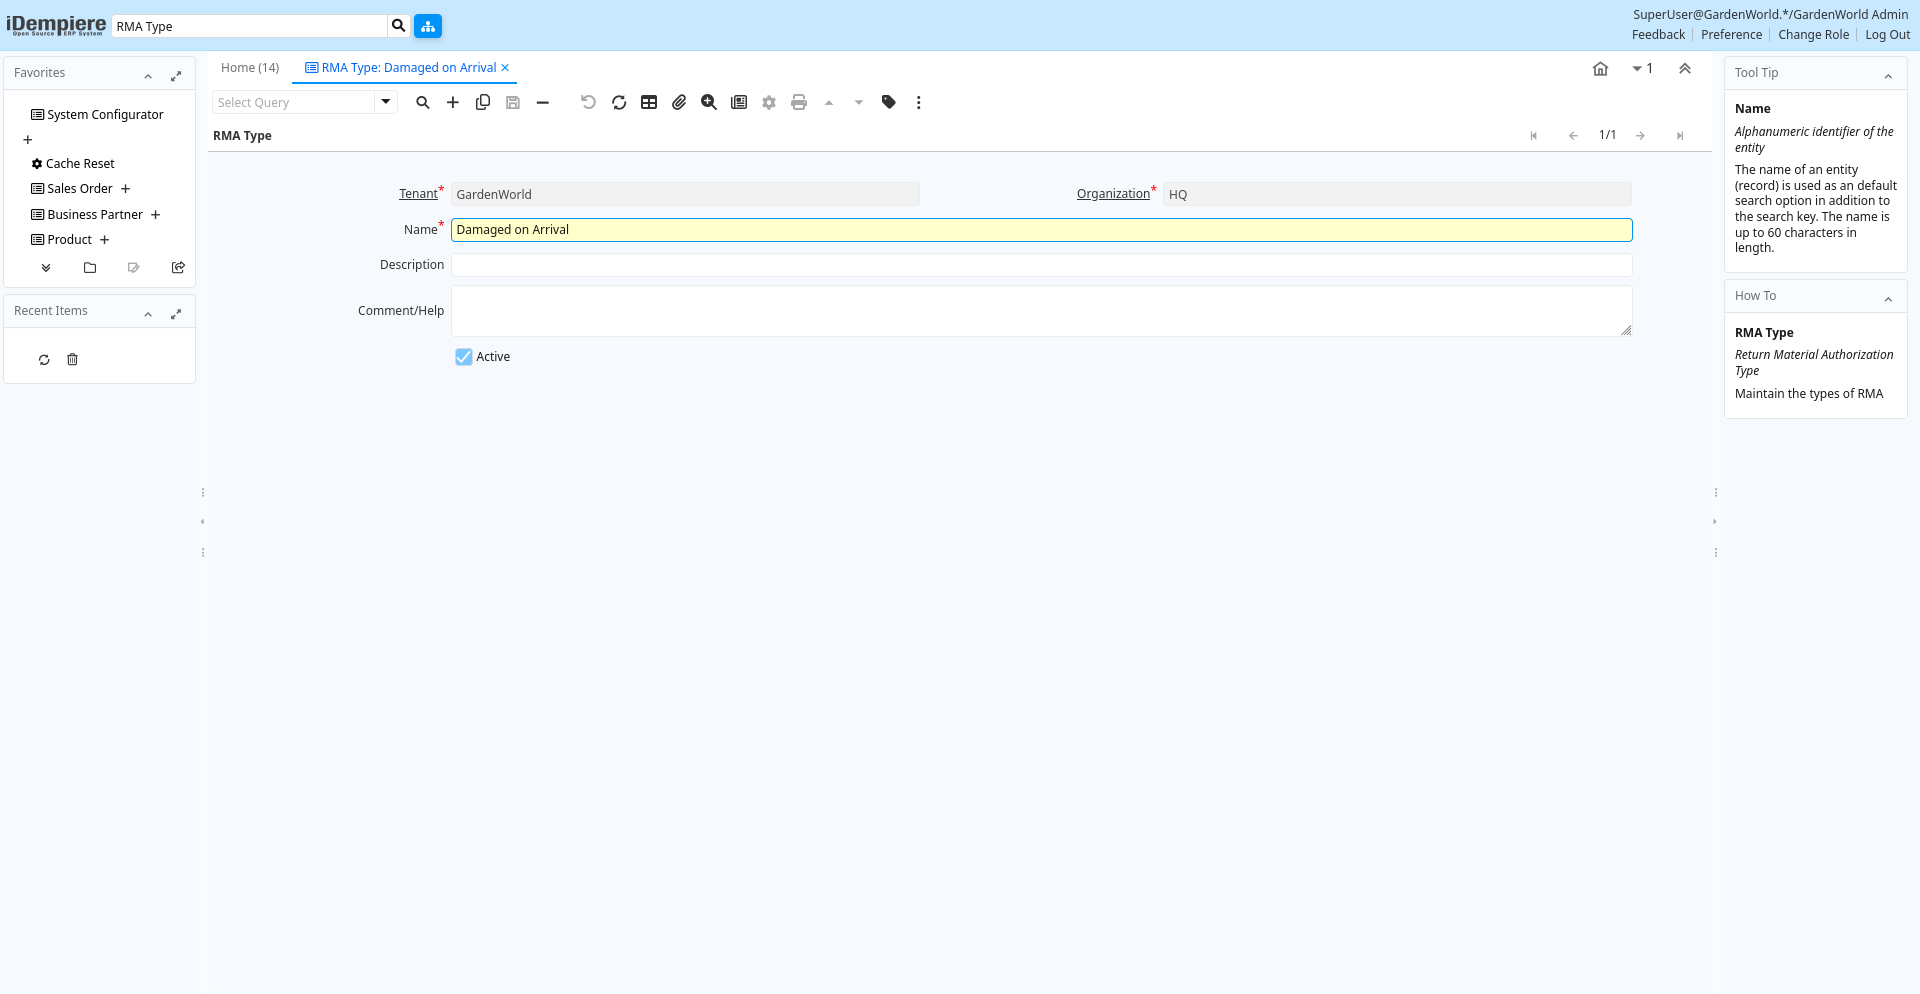 iDempiere
Open Source ERP System
RMA Type
SuperUser@GardenWorld.*/GardenWorld Admin
Feedback
Preference
Change Role
Log Out
Favorites
System Configurator
Cache Reset
Sales Order
Business Partner
Product
Recent Items
Home (14)
RMA Type: Damaged on Arrival
1
Select Query
RMA Type
1/1
Tenant*
GardenWorld
Organization*
HQ
Name*
Damaged on Arrival
Description
Comment/Help
Active
Tool Tip
Name
Alphanumeric identifier of the
entity
The name of an entity
(record) is used as an default
search option in addition to
the search key. The name is
up to 60 characters in
length.
How To
RMA Type
Return Material Authorization
Type
Maintain the types of RMA